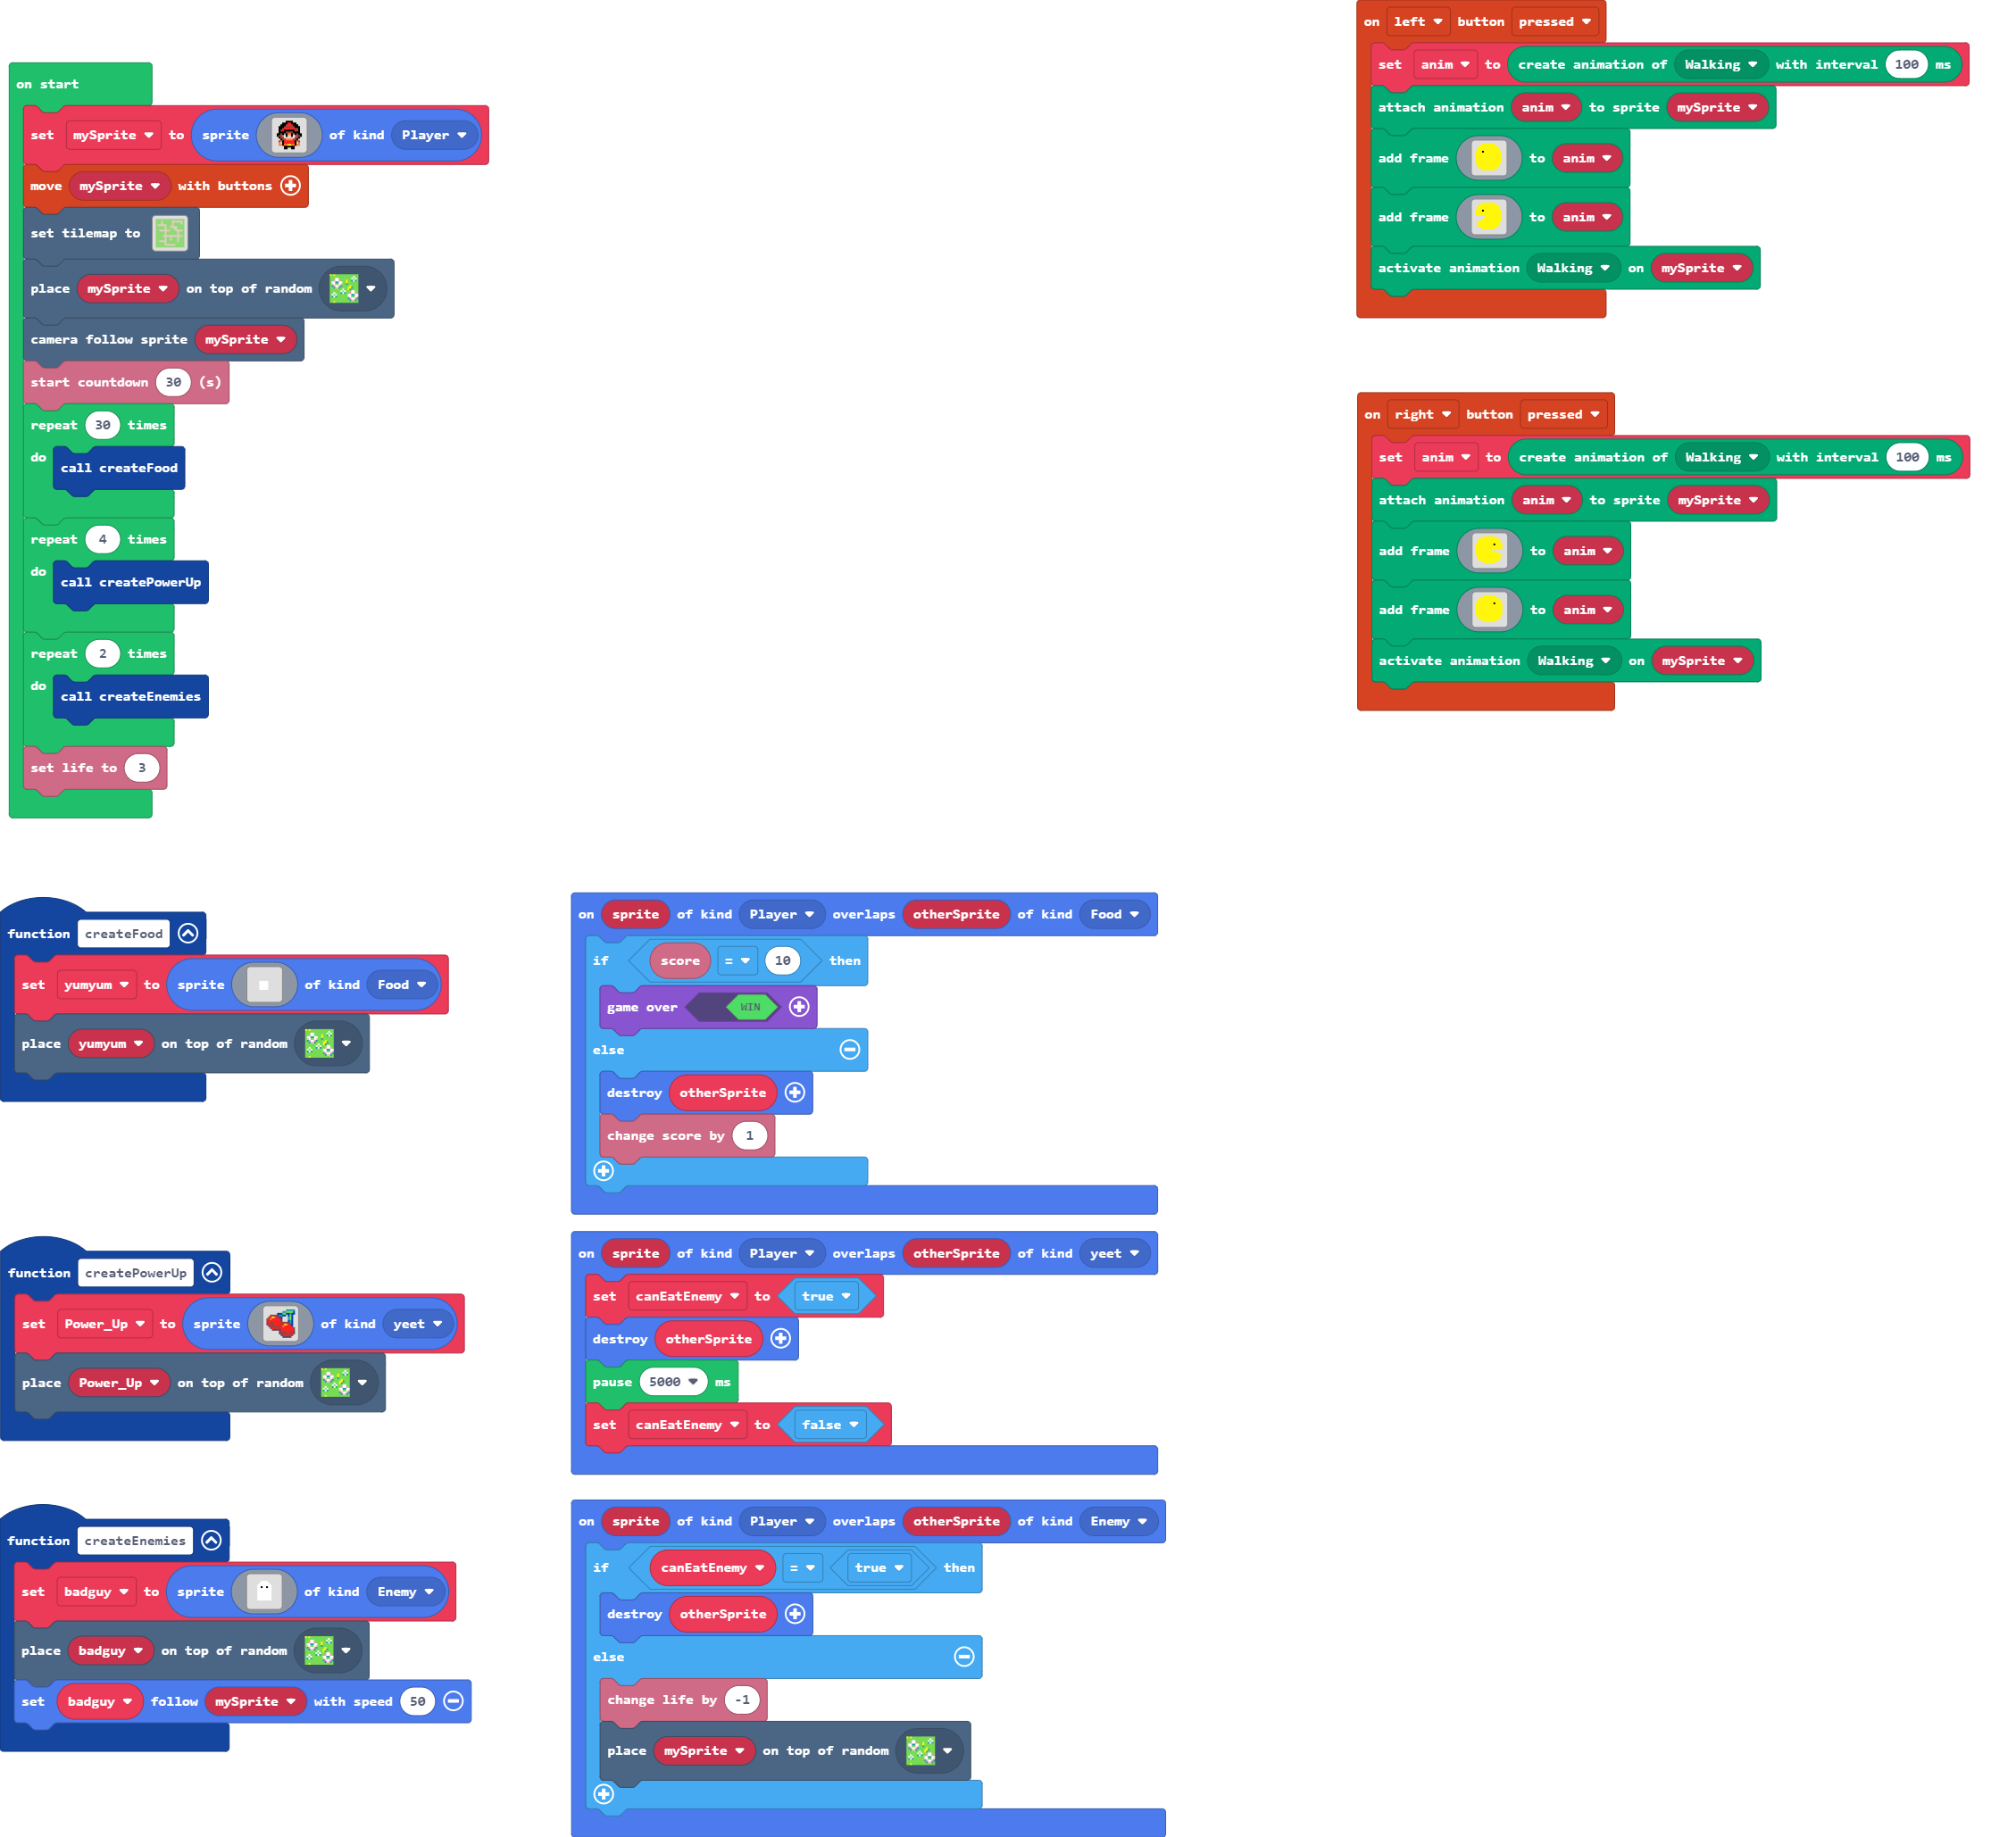 on start
set mySprite to sprite of kind Player
move mySprite with buttons
set tilemap to
place mySprite on top of random
camera follow sprite mySprite
start countdown 30 (s)
repeat 30 times
do
call createFood
repeat 4 times
do
call createPowerUp
repeat 2 times
do
call createEnemies
set life to 3
on left button pressed
set anim to create animation of Walking with interval 100 ms
attach animation anim to sprite mySprite
add frame to anim
add frame to anim
activate animation Walking on mySprite
on right button pressed
set anim to create animation of Walking with interval 100 ms
attach animation anim to sprite mySprite
add frame to anim
add frame to anim
activate animation Walking on mySprite
function createFood
set yumyum to sprite of kind Food
place yumyum on top of random
on sprite of kind Player overlaps otherSprite of kind Food
if score = 10 then
game over WIN
else
destroy otherSprite
change score by 1
function createPowerUp
set Power_Up to sprite of kind yeet
place Power_Up on top of random
on sprite of kind Player overlaps otherSprite of kind yeet
set canEatEnemy to true
destroy otherSprite
pause 5000 ms
set canEatEnemy to false
function createEnemies
set badguy to sprite of kind Enemy
place badguy on top of random
set badguy follow mySprite with speed 50
on sprite of kind Player overlaps otherSprite of kind Enemy
if canEatEnemy = true then
destroy otherSprite
else
change life by -1
place mySprite on top of random